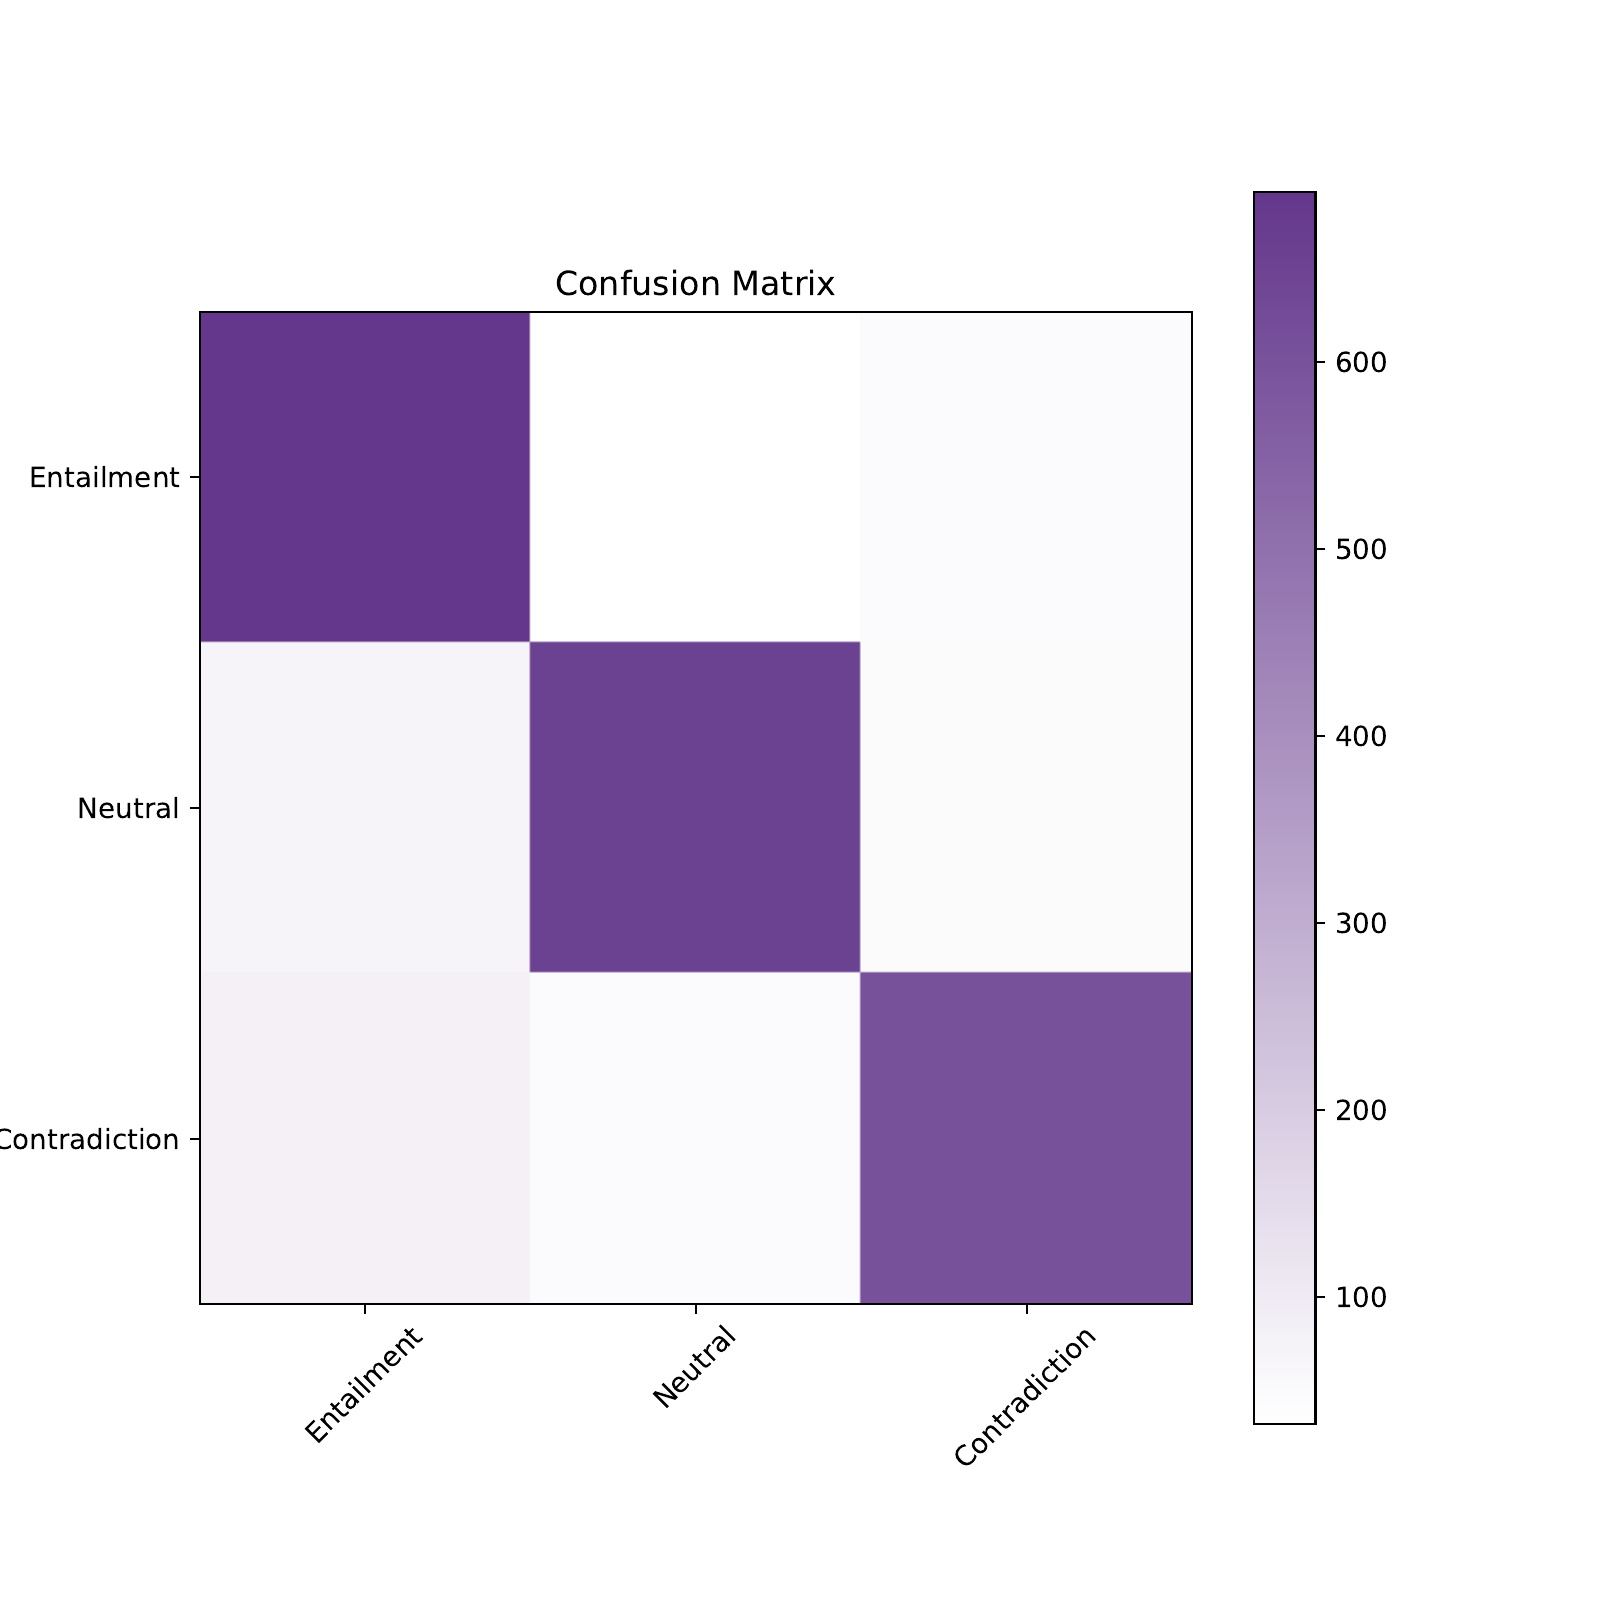 Confusion Matrix
Entailment
Neutral
Contradiction
Entailment
Neutral
Contradiction
600
500
400
300
200
100